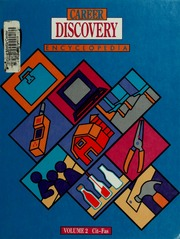 CAREER
DISCOVERY
ENCYCLOPEDIA
VOLUME 2 Cit-Fas